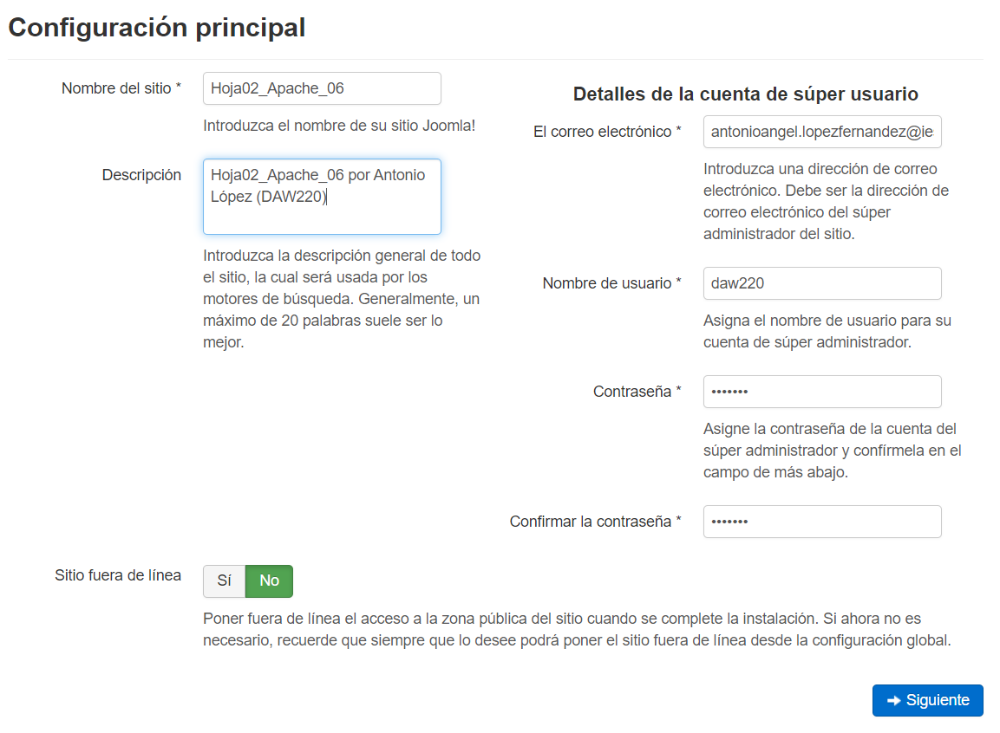 Configuración principal
Nombre del sitio *
Hoja02_Apache_06
Introduzca el nombre de su sitio Joomla!
Descripción
Hoja02_Apache_06 por Antonio
López (DAW220)
Introduzca la descripción general de todo
el sitio, la cual será usada por los
motores de búsqueda. Generalmente, un
máximo de 20 palabras suele ser lo
mejor.
Detalles de la cuenta de súper usuario
El correo electrónico *
antonioangel.lopezfernandez@ie
Introduzca una dirección de correo
electrónico. Debe ser la dirección de
correo electrónico del súper
administrador del sitio.
Nombre de usuario *
daw220
Asigna el nombre de usuario para su
cuenta de súper administrador.
Contraseña *
•••••••
Asigne la contraseña de la cuenta del
súper administrador y confírmela en el
campo de más abajo.
Confirmar la contraseña *
•••••••
Sitio fuera de línea
Sí No
Poner fuera de línea el acceso a la zona pública del sitio cuando se complete la instalación. Si ahora no es
necesario, recuerde que siempre que lo desee podrá poner el sitio fuera de línea desde la configuración global.
Siguiente